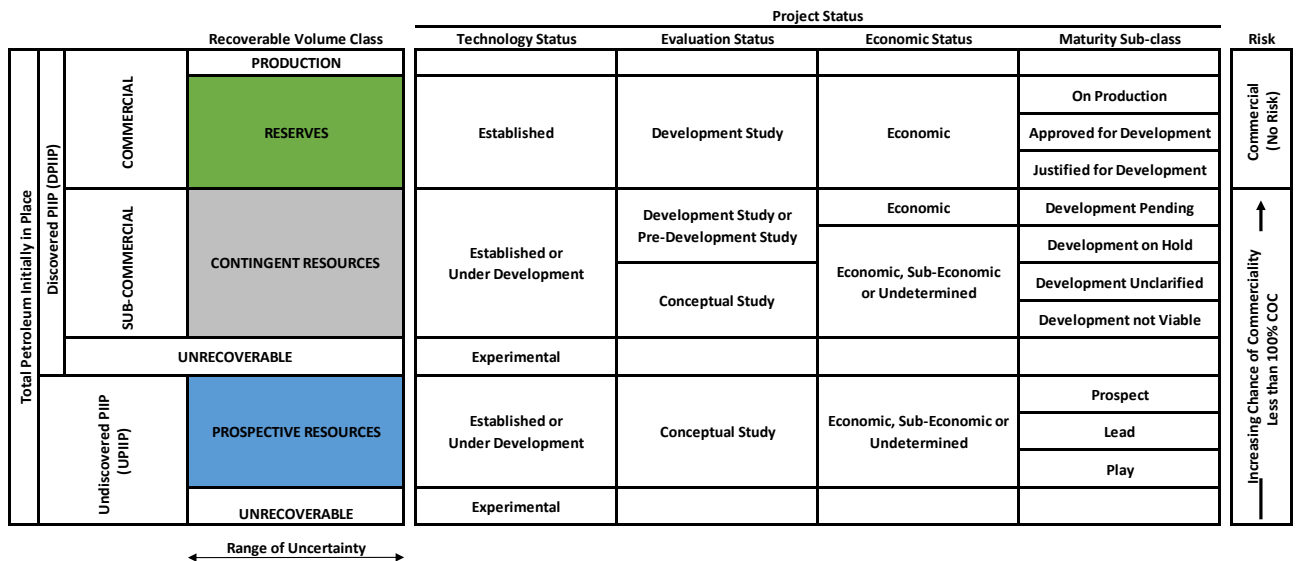 Project Status
Recoverable Volume Class
Technology Status
Evaluation Status
Economic Status
Maturity Sub-class
Risk
Total Petroleum Initially in Place
Discovered PIIP (DPIIP)
COMMERCIAL
PRODUCTION
RESERVES
Established
Development Study
Economic
On Production
Approved for Development
Justified for Development
Commercial
(No Risk)
SUB-COMMERCIAL
CONTINGENT RESOURCES
Established or
Under Development
Development Study or
Pre-Development Study
Conceptual Study
Economic
Economic, Sub-Economic
or Undetermined
Development Pending
Development on Hold
Development Unclarified
Development not Viable
Increasing Chance of Commerciality
Less than 100% COC
UNRECOVERABLE
Experimental
Undiscovered PIIP
(UPIIP)
PROSPECTIVE RESOURCES
Established or
Under Development
Conceptual Study
Economic, Sub-Economic or
Undetermined
Prospect
Lead
Play
UNRECOVERABLE
Experimental
Range of Uncertainty